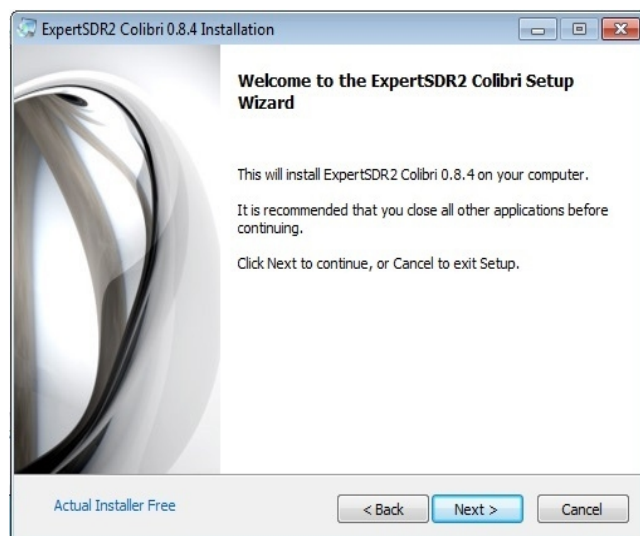 ExpertSDR2 Colibri 0.8.4 Installation
Welcome to the ExpertSDR2 Colibri Setup
Wizard
This will install ExpertSDR2 Colibri 0.8.4 on your computer.
It is recommended that you close all other applications before
continuing.
Click Next to continue, or Cancel to exit Setup.
Actual Installer Free
< Back
Next >
Cancel